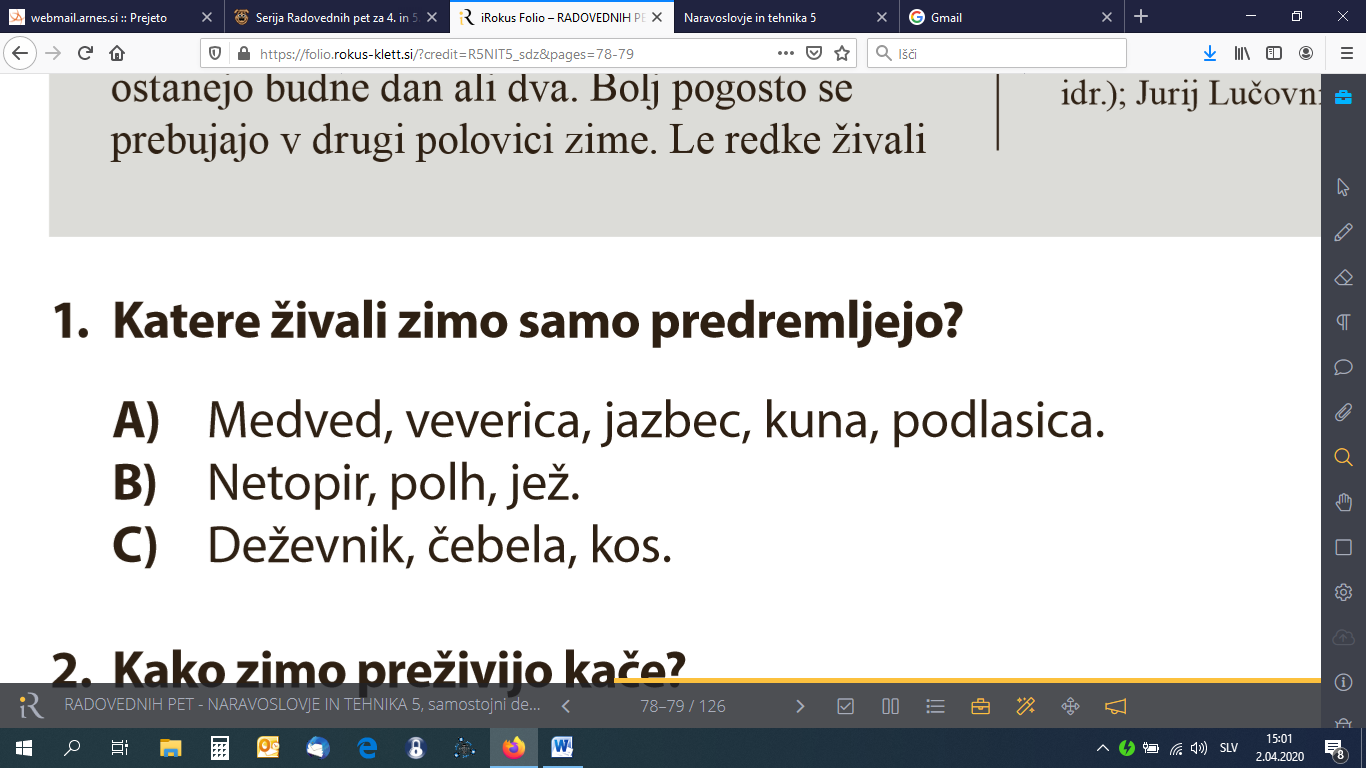 webmail.arnes.si :: Prejeto
Serija Radovednih pet za 4. in 5.
iRokus Folio – RADOVEDNIH PE
Naravoslovje in tehnika 5
Gmail
https://folio.rokus-klett.si/?credit=R5NIT5_sdz&pages=78-79
Išči
ostanejo budne dan ali dva. Bolj pogosto se
prebujajo v drugi polovici zime. Le redke živali
idr.); Jurij Lučovni
1. Katere živali zimo samo predremljejo?
A) Medved, veverica, jazbec, kuna, podlasica.
B) Netopir, polh, jež.
C) Deževnik, čebela, kos.
2. Kako zimo preživijo kače?
RADOVEDNIH PET - NARAVOSLOVJE IN TEHNIKA 5, samostojni de...
78–79 / 126
SLV
15:01
2.04.2020
8